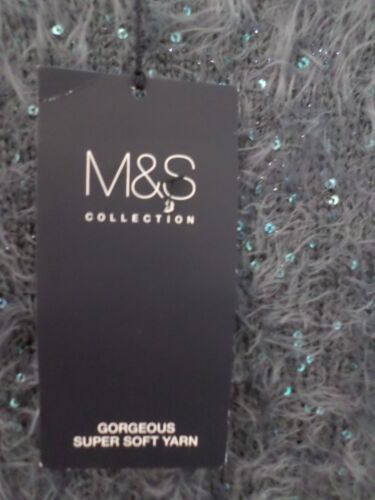 M&S
COLLECTION
GORGEOUS
SUPER SOFT YARN